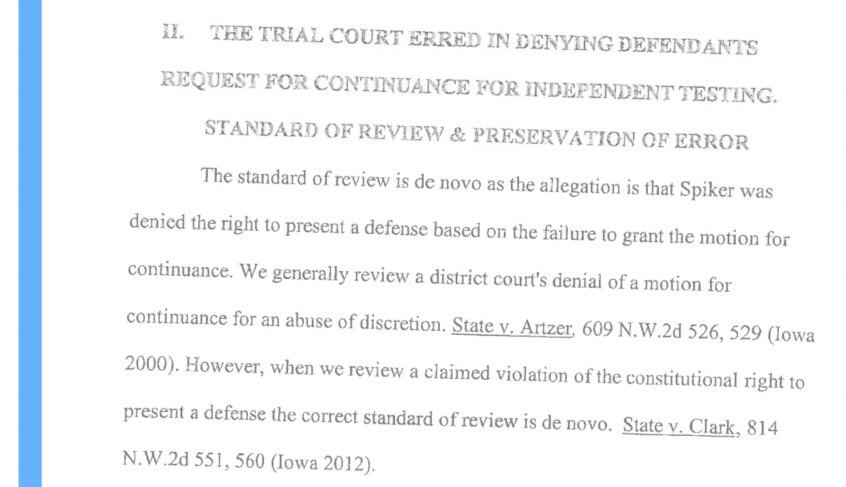 II. THE TRIAL COURT ERRED IN DENYING DEFENDANTS
REQUEST FOR CONTINUANCE FOR INDEPENDENT TESTING.
STANDARD OF REVIEW & PRESERVATION OF ERROR
The standard of review is de novo as the allegation is that Spiker was
denied the right to present a defense based on the failure to grant the motion for
continuance. We generally review a district court's denial of a motion for
continuance for an abuse of discretion. State v. Artzer, 609 N.W.2d 526, 529 (Iowa
2000). However, when we review a claimed violation of the constitutional right to
present a defense the correct standard of review is de novo. State v. Clark, 814
N.W.2d 551, 560 (Iowa 2012).